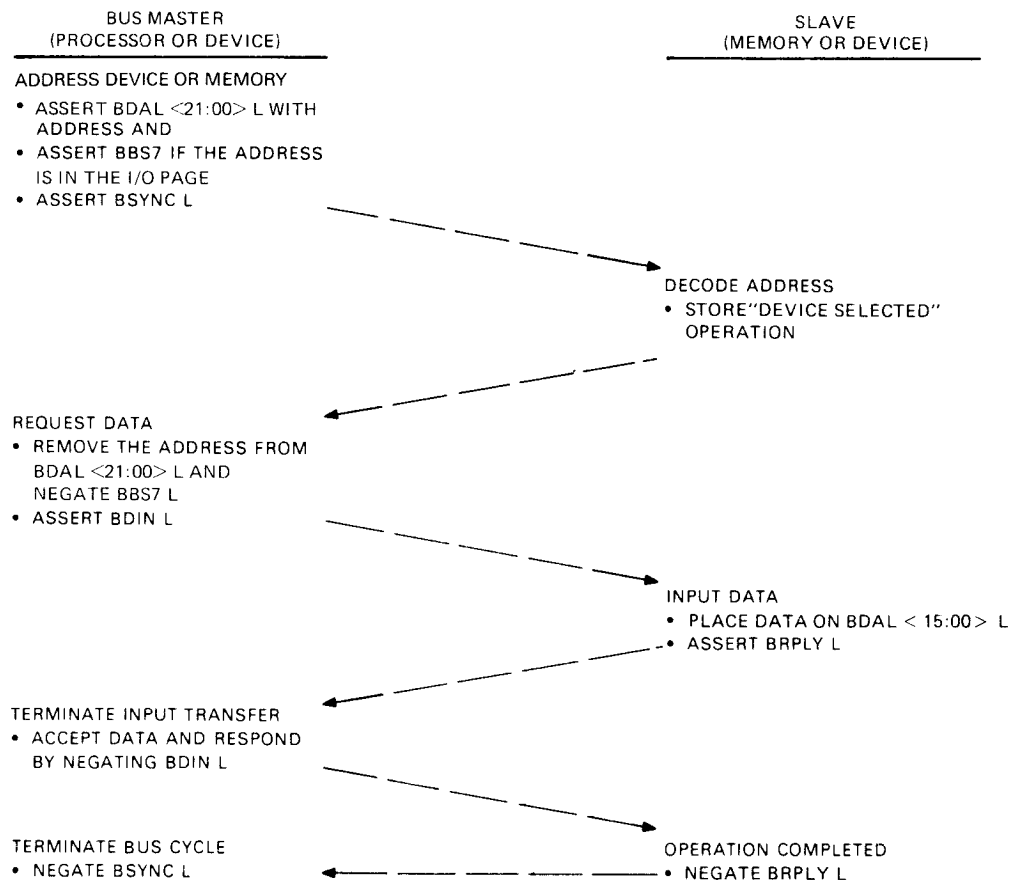 BUS MASTER
(PROCESSOR OR DEVICE)
SLAVE
(MEMORY OR DEVICE)
ADDRESS DEVICE OR MEMORY
• ASSERT BDAL <21:00> L WITH
ADDRESS AND
• ASSERT BBS7 IF THE ADDRESS
IS IN THE I/O PAGE
• ASSERT BSYNC L
DECODE ADDRESS
• STORE"DEVICE SELECTED"
OPERATION
REQUEST DATA
• REMOVE THE ADDRESS FROM
BDAL <21:00> L AND
NEGATE BBS7 L
• ASSERT BDIN L
INPUT DATA
• PLACE DATA ON BDAL < 15:00> L
• ASSERT BRPLY L
TERMINATE INPUT TRANSFER
• ACCEPT DATA AND RESPOND
BY NEGATING BDIN L
OPERATION COMPLETED
• NEGATE BRPLY L
TERMINATE BUS CYCLE
• NEGATE BSYNC L